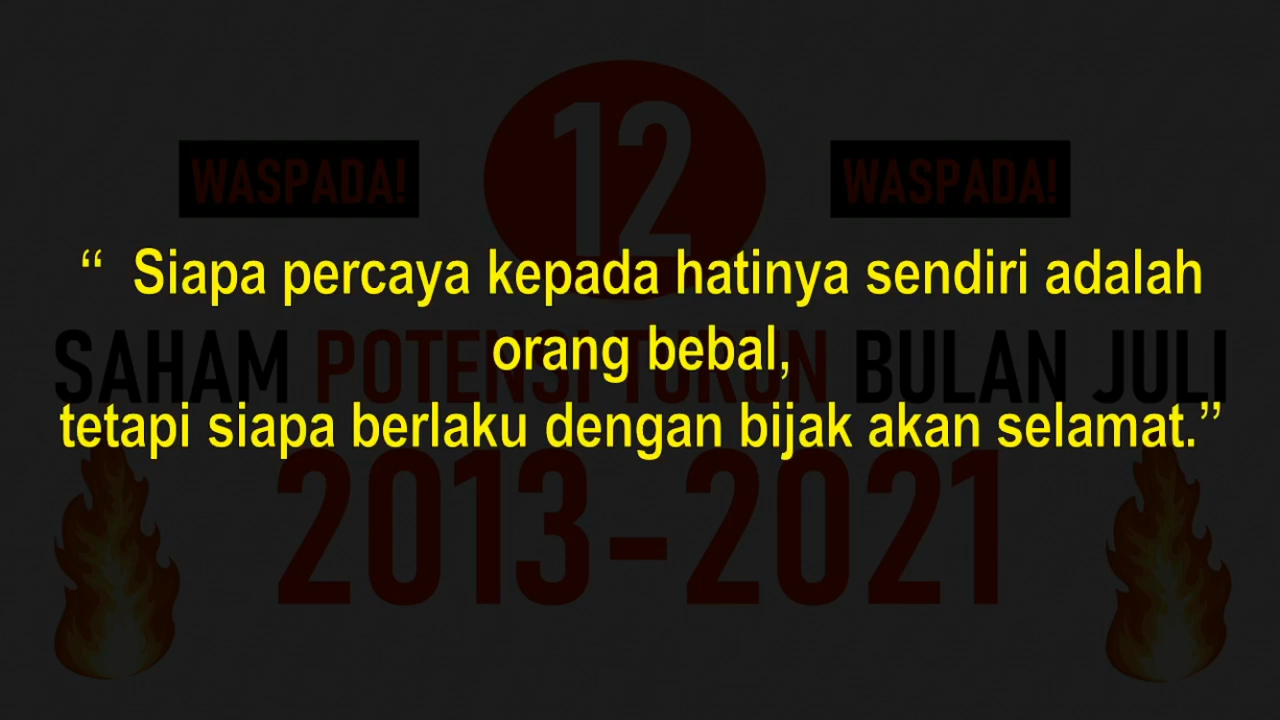 12
WASPADA! WASPADA!
“ Siapa percaya kepada hatinya sendiri adalah
orang bebal,
SAHAM POTENSI TURUN BULAN JULI
tetapi siapa berlaku dengan bijak akan selamat.”
2013-2021